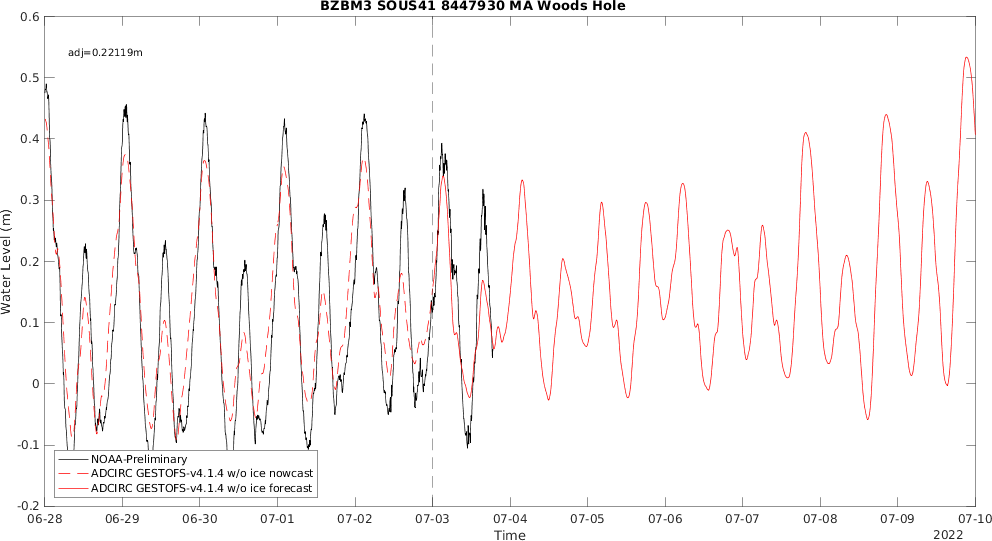 BZBM3 SOUS41 8447930 MA Woods Hole
adj=0.22119m
0.6
0.5
0.4
0.3
0.2
0.1
0
-0.1
-0.2
Water Level (m)
NOAA-Preliminary
ADCIRC GESTOFS-v4.1.4 w/o ice nowcast
ADCIRC GESTOFS-v4.1.4 w/o ice forecast
06-28 06-29 06-30 07-01 07-02 07-03 07-04 07-05 07-06 07-07 07-08 07-09 07-10
Time
2022